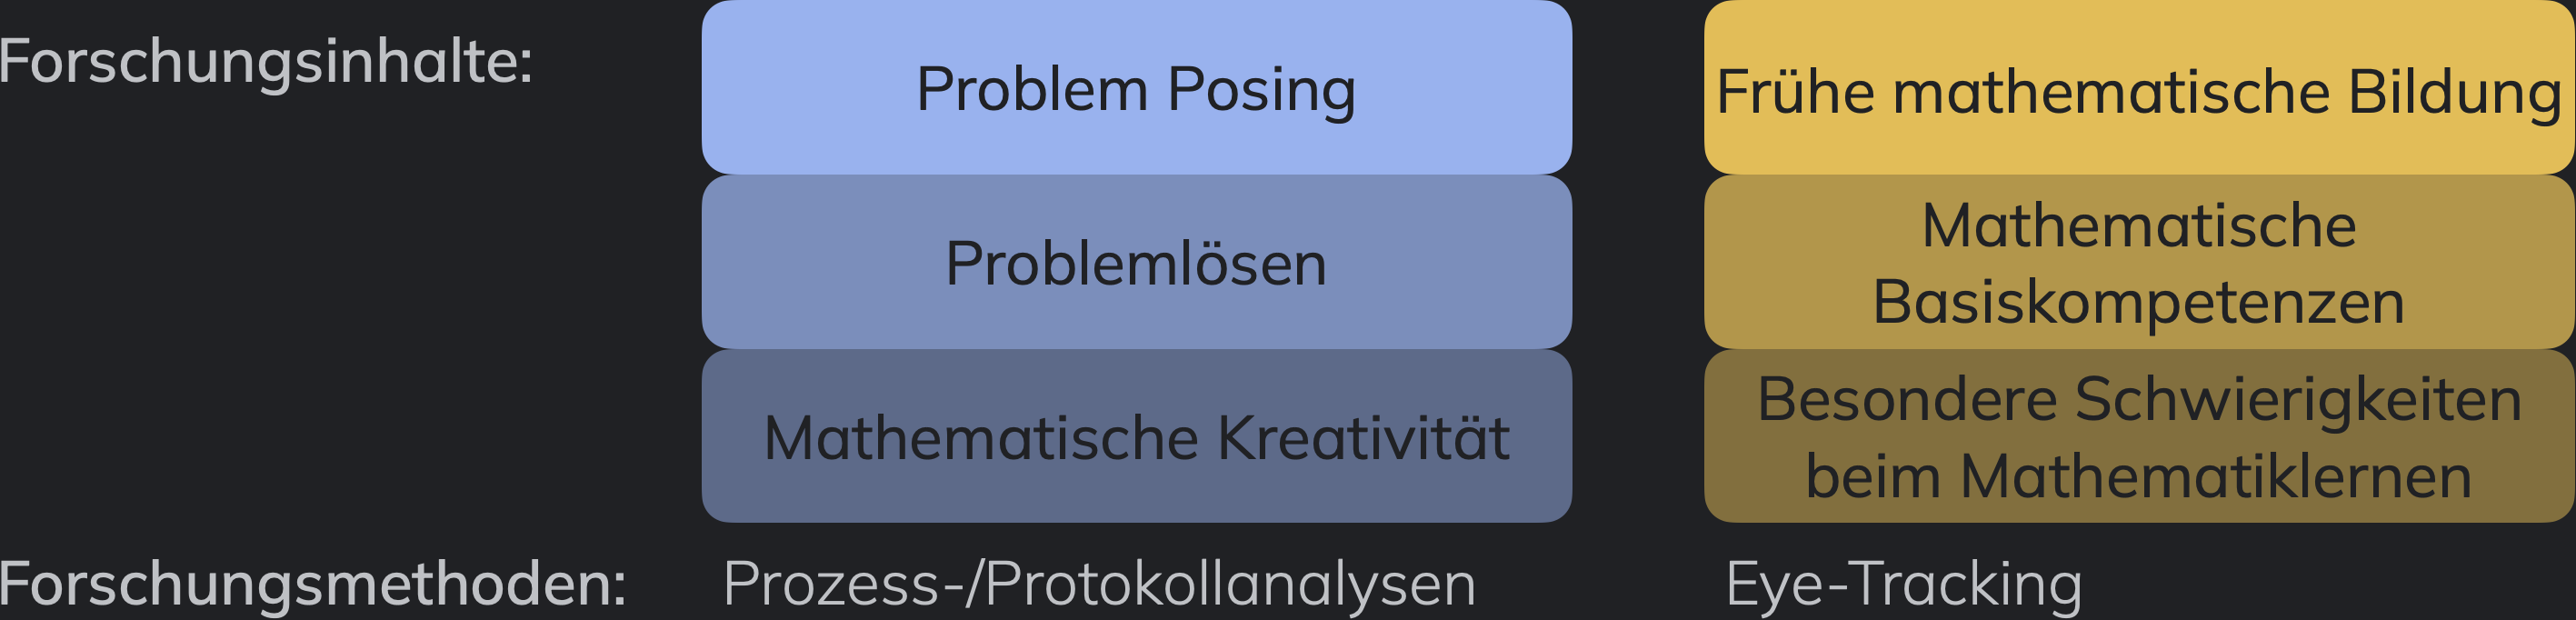 Forschungsinhalte:
Problem Posing
Problemlösen
Mathematische Kreativität
Frühe mathematische Bildung
Mathematische
Basiskompetenzen
Besondere Schwierigkeiten
beim Mathematiklernen
Forschungsmethoden:
Prozess-/Protokollanalysen
Eye-Tracking